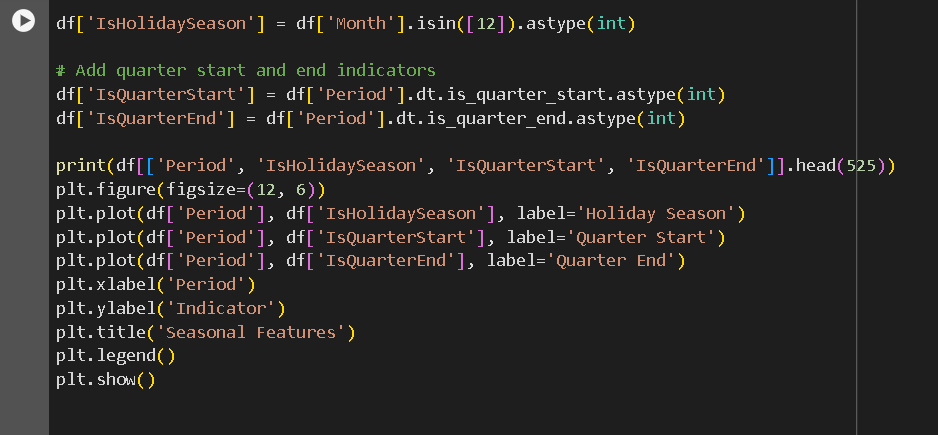 df['IsHolidaySeason'] = df['Month'].isin([12]).astype(int)
# Add quarter start and end indicators
df['IsQuarterStart'] = df['Period'].dt.is_quarter_start.astype(int)
df['IsQuarterEnd'] = df['Period'].dt.is_quarter_end.astype(int)
print(df[['Period', 'IsHolidaySeason', 'IsQuarterStart', 'IsQuarterEnd']].head(525))
plt.figure(figsize=(12, 6))
plt.plot(df['Period'], df['IsHolidaySeason'], label='Holiday Season')
plt.plot(df['Period'], df['IsQuarterStart'], label='Quarter Start')
plt.plot(df['Period'], df['IsQuarterEnd'], label='Quarter End')
plt.xlabel('Period')
plt.ylabel('Indicator')
plt.title('Seasonal Features')
plt.legend()
plt.show()